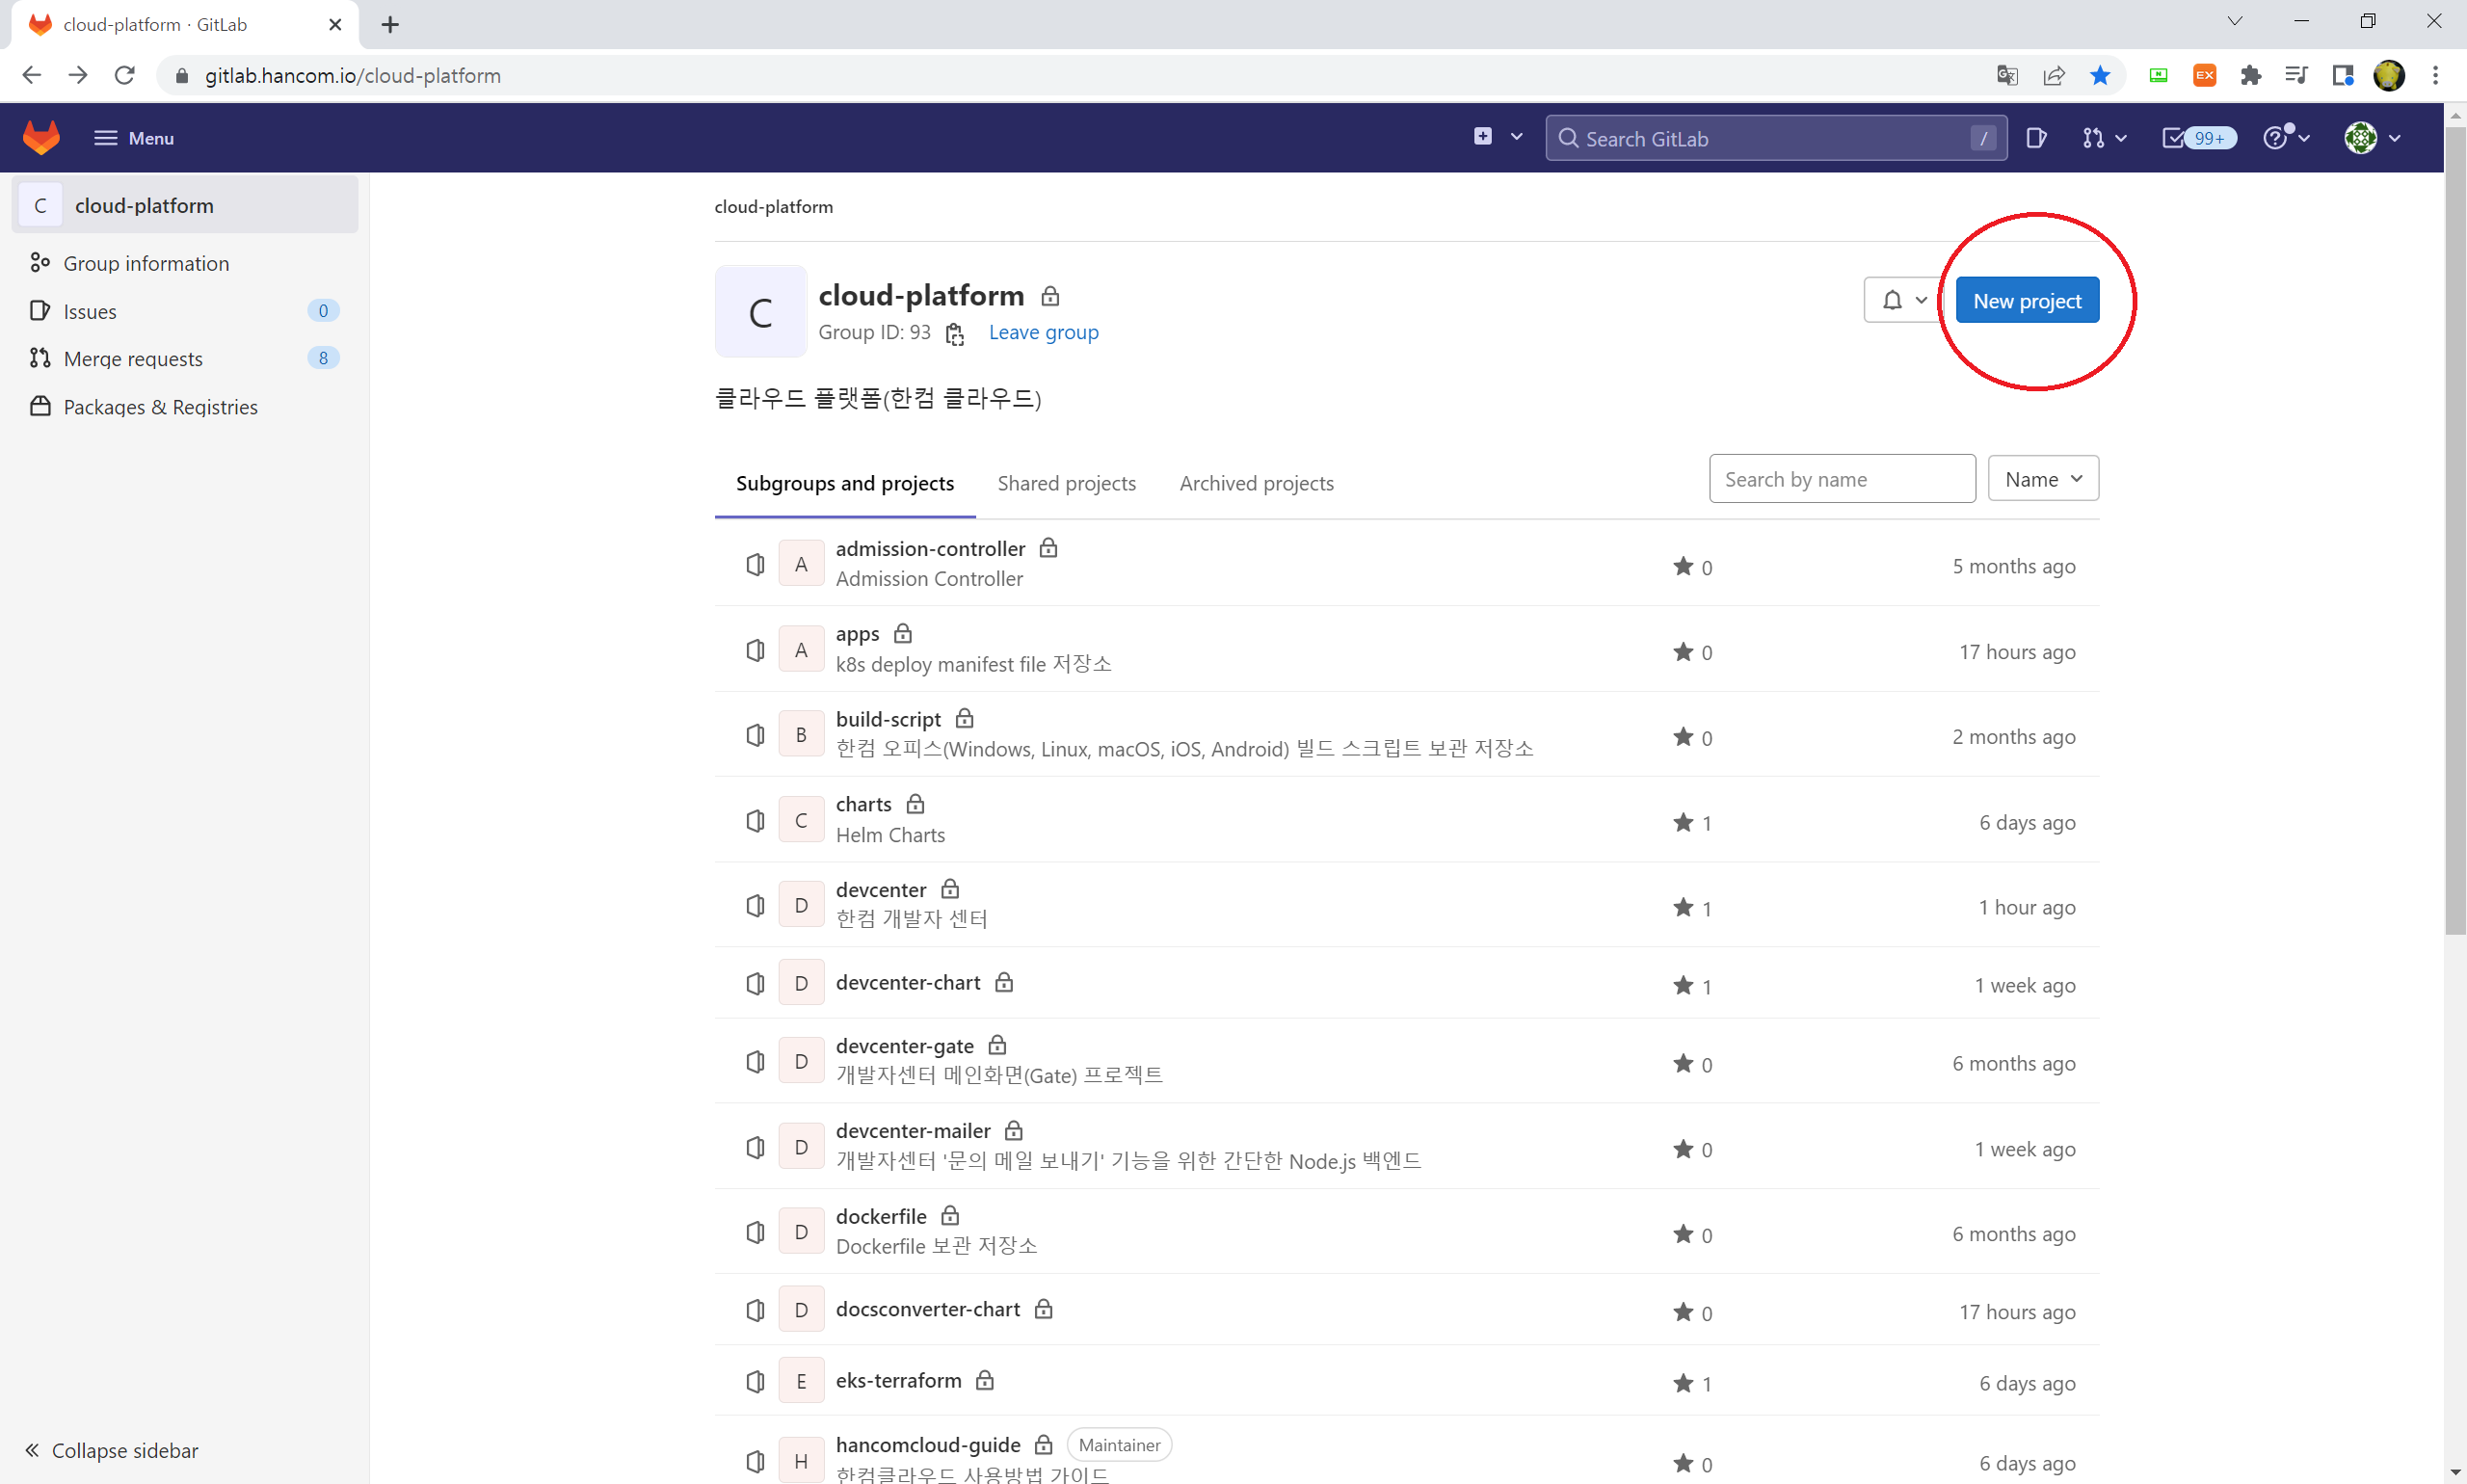 cloud-platform · GitLab
gitlab.hancom.io/cloud-platform
EX
Menu
Search GitLab
/
99+
C
cloud-platform
Group information
Issues
0
Merge requests
8
Packages & Registries
Collapse sidebar
cloud-platform
C
cloud-platform
Group ID: 93
Leave group
New project
클라우드 플랫폼(한컴 클라우드)
Subgroups and projects
Shared projects
Archived projects
Search by name
Name
A
admission-controller
Admission Controller
0
5 months ago
A
apps
k8s deploy manifest file 저장소
0
17 hours ago
B
build-script
한컴 오피스(Windows, Linux, macOS, iOS, Android) 빌드 스크립트 보관 저장소
0
2 months ago
C
charts
Helm Charts
1
6 days ago
D
devcenter
한컴 개발자 센터
1
1 hour ago
D
devcenter-chart
1
1 week ago
D
devcenter-gate
개발자센터 메인화면(Gate) 프로젝트
0
6 months ago
D
devcenter-mailer
개발자센터 '문의 메일 보내기' 기능을 위한 간단한 Node.js 백엔드
0
1 week ago
D
dockerfile
Dockerfile 보관 저장소
0
6 months ago
D
docsconverter-chart
0
17 hours ago
E
eks-terraform
1
6 days ago
H
hancomcloud-guide
Maintainer
한컴클라우드 사용방법 가이드
0
6 days ago